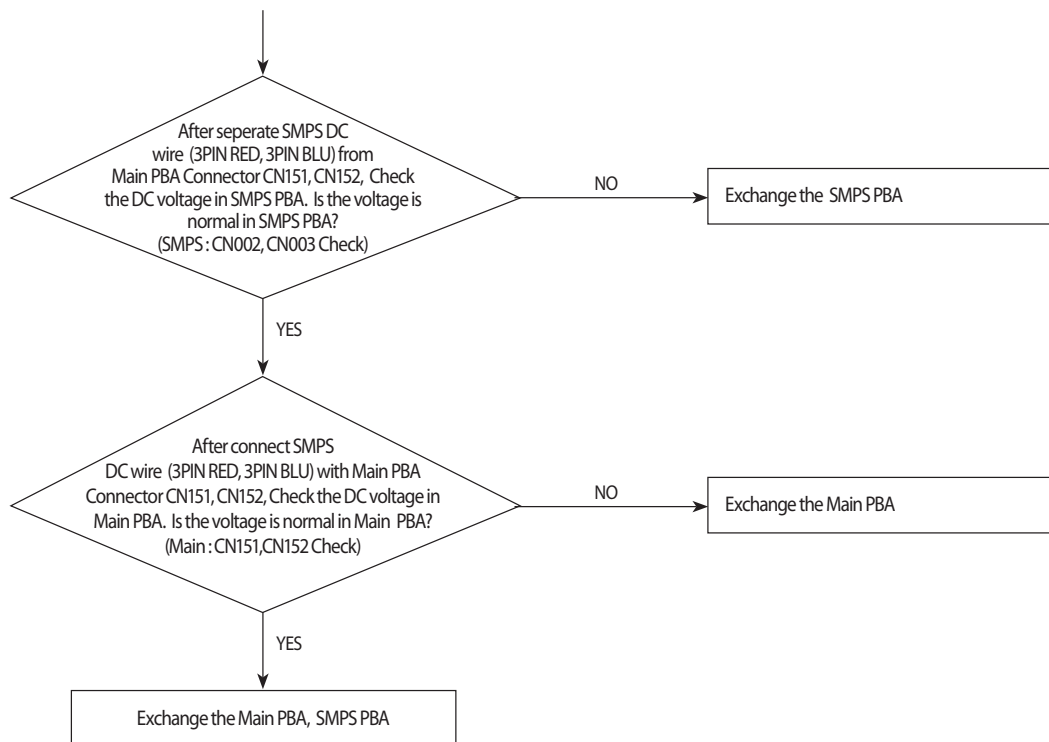 After seperate SMPS DC
wire (3PIN RED, 3PIN BLU) from
Main PBA Connector CN151, CN152, Check
the DC voltage in SMPS PBA. Is the voltage is
normal in SMPS PBA?
(SMPS : CN002, CN003 Check)
NO
Exchange the SMPS PBA
YES
After connect SMPS
DC wire (3PIN RED, 3PIN BLU) with Main PBA
Connector CN151, CN152, Check the DC voltage in
Main PBA. Is the voltage is normal in Main PBA?
(Main : CN151,CN152 Check)
NO
Exchange the Main PBA
YES
Exchange the Main PBA, SMPS PBA